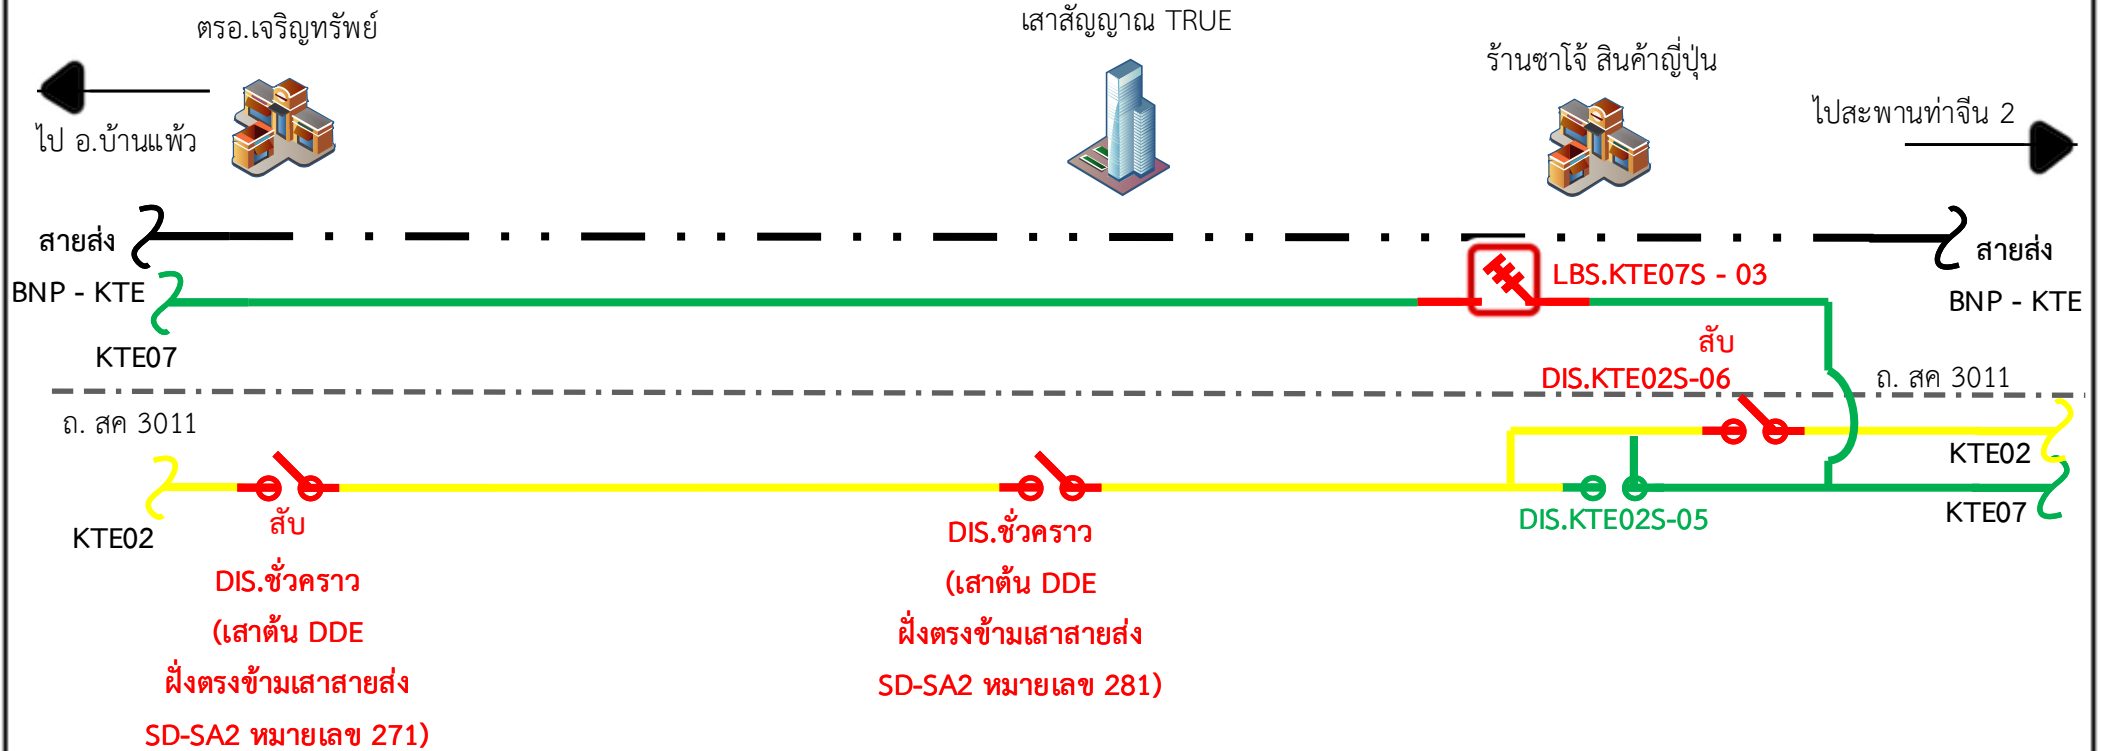 ตรอ.เจริญทรัพย์
เสาสัญญาณ TRUE
ร้านซาโจ้ สินค้าญี่ปุ่น
ไป อ.บ้านแพ้ว
ไปสะพานท่าจีน 2
สายส่ง
BNP - KTE
สายส่ง
BNP - KTE
LBS.KTE07S - 03
KTE07
สับ
DIS.KTE02S-06
ถ. สค 3011
ถ. สค 3011
KTE02
KTE07
DIS.KTE02S-05
KTE02
สับ
DIS.ชั่วคราว
(เสาต้น DDE
ฝั่งตรงข้ามเสาสายส่ง
SD-SA2 หมายเลข 271)
DIS.ชั่วคราว
(เสาต้น DDE
ฝั่งตรงข้ามเสาสายส่ง
SD-SA2 หมายเลข 281)